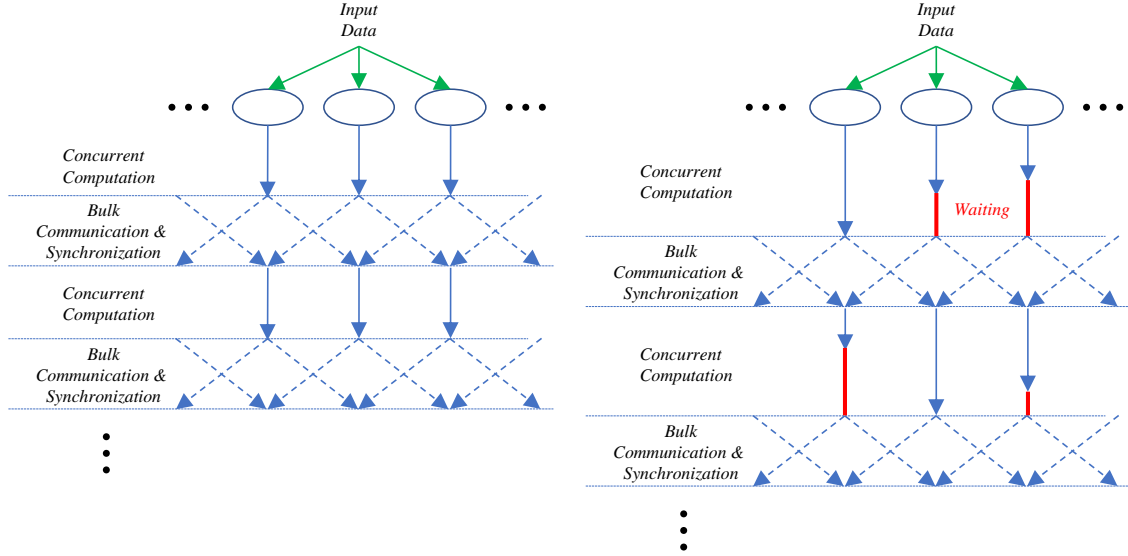 Input
Data
Concurrent
Computation
Bulk
Communication &
Synchronization
Concurrent
Computation
Bulk
Communication &
Synchronization
Input
Data
Concurrent
Computation
Waiting
Bulk
Communication &
Synchronization
Concurrent
Computation
Bulk
Communication &
Synchronization